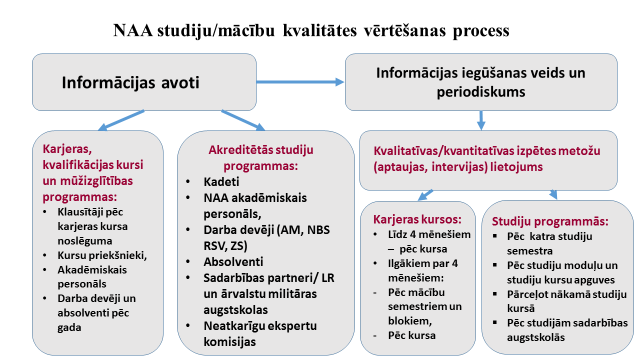 NAA studiju/mācību kvalitātes vērtēšanas process
Informācijas avoti
Informācijas iegūšanas veids un
periodiskums
Karjeras,
kvalifikācijas kursi
un mūžizglītības
programmas:
• Klausītāji pēc
karjeras kursa
noslēguma
• Kursu priekšnieki,
• Akadēmiskais
personāls
• Darba devēji un
absolventi pēc
gada
Akreditētās studiju
programmas:
• Kadeti
• NAA akadēmiskais
personāls,
• Darba devēji (AM, NBS
RSV, ZS)
• Absolventi
• Sadarbības partneri/ LR
un ārvalstu militāras
augstskolas
• Neatkarīgu ekspertu
komisijas
Kvalitatīvas/kvantitatīvas izpētes metožu
(aptaujas, intervijas) lietojums
Karjeras kursos:
• Līdz 4 mēnešiem
– pēc kursa
• Ilgākiem par 4
mēnešiem:
- Pēc mācību
semestriem un
blokiem,
- Pēc kursa
Studiju programmās:
▪ Pēc katra studiju
semestra
▪ Pēc studiju moduļu un
studiju kursu apguves
▪ Pārceļot nākamā studiju
kursā
▪ Pēc studijām sadarbības
augstskolās